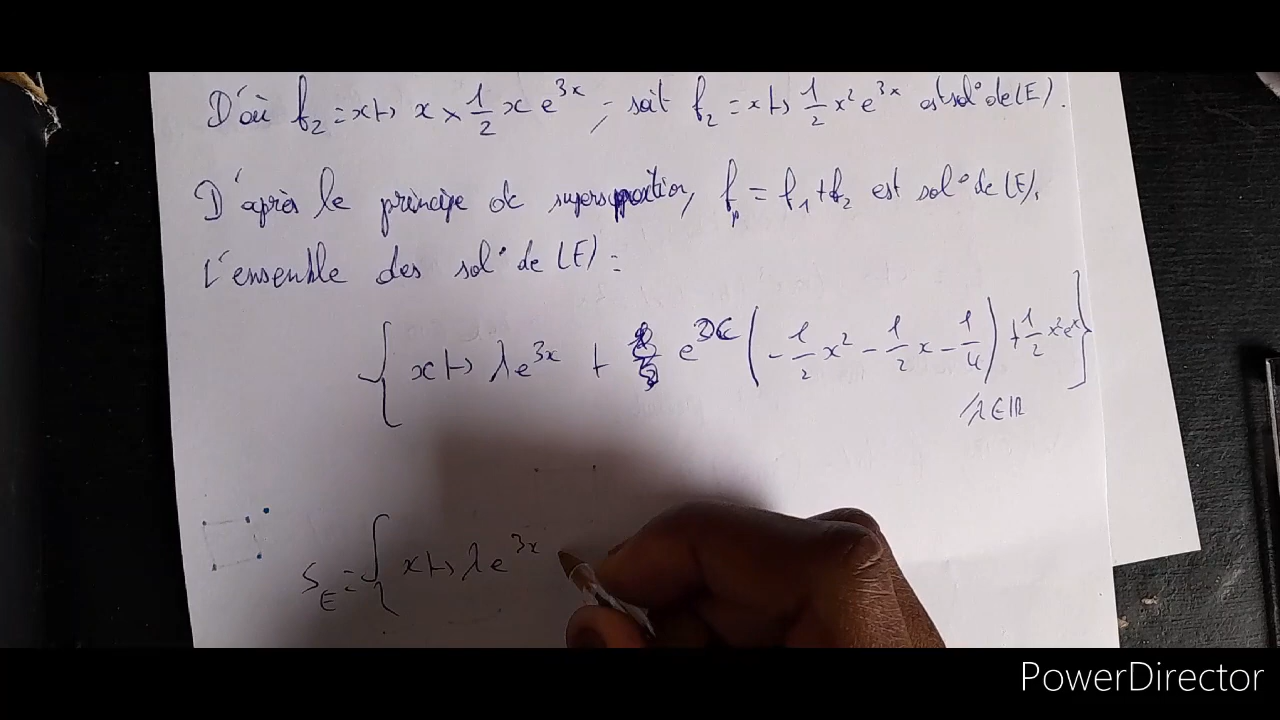 D'où f₂ = x ↦ x × 1/2 x e^{3x}, soit f₂ = x ↦ 1/2 x² e^{3x} est sol° de (E).
D'après le principe de superposition, f_p = f₁ + f₂ est sol° de (E).
L'ensemble des sol° de (E) :
{ x ↦ λe^{3x} + e^{x} ( -1/2 x² - 1/2 x - 1/4 ) + 1/2 x² e^{x} }
/ λ ∈ ℝ
S_E = { x ↦ λe^{3x}
PowerDirector